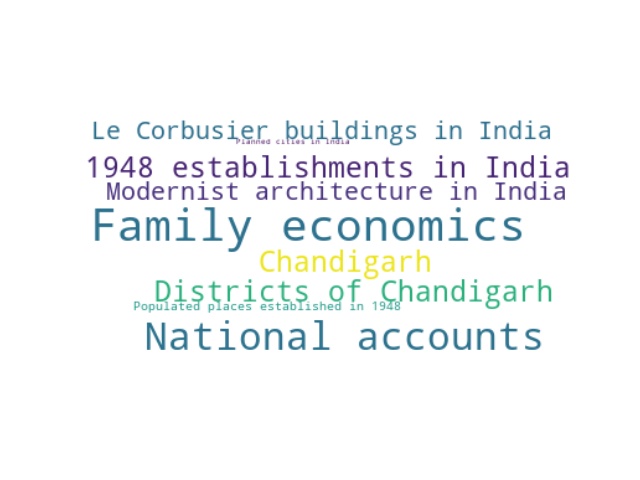 Le Corbusier buildings in India
Planned cities in India
1948 establishments in India
Modernist architecture in India
Family economics
Chandigarh
Districts of Chandigarh
Populated places established in 1948
National accounts